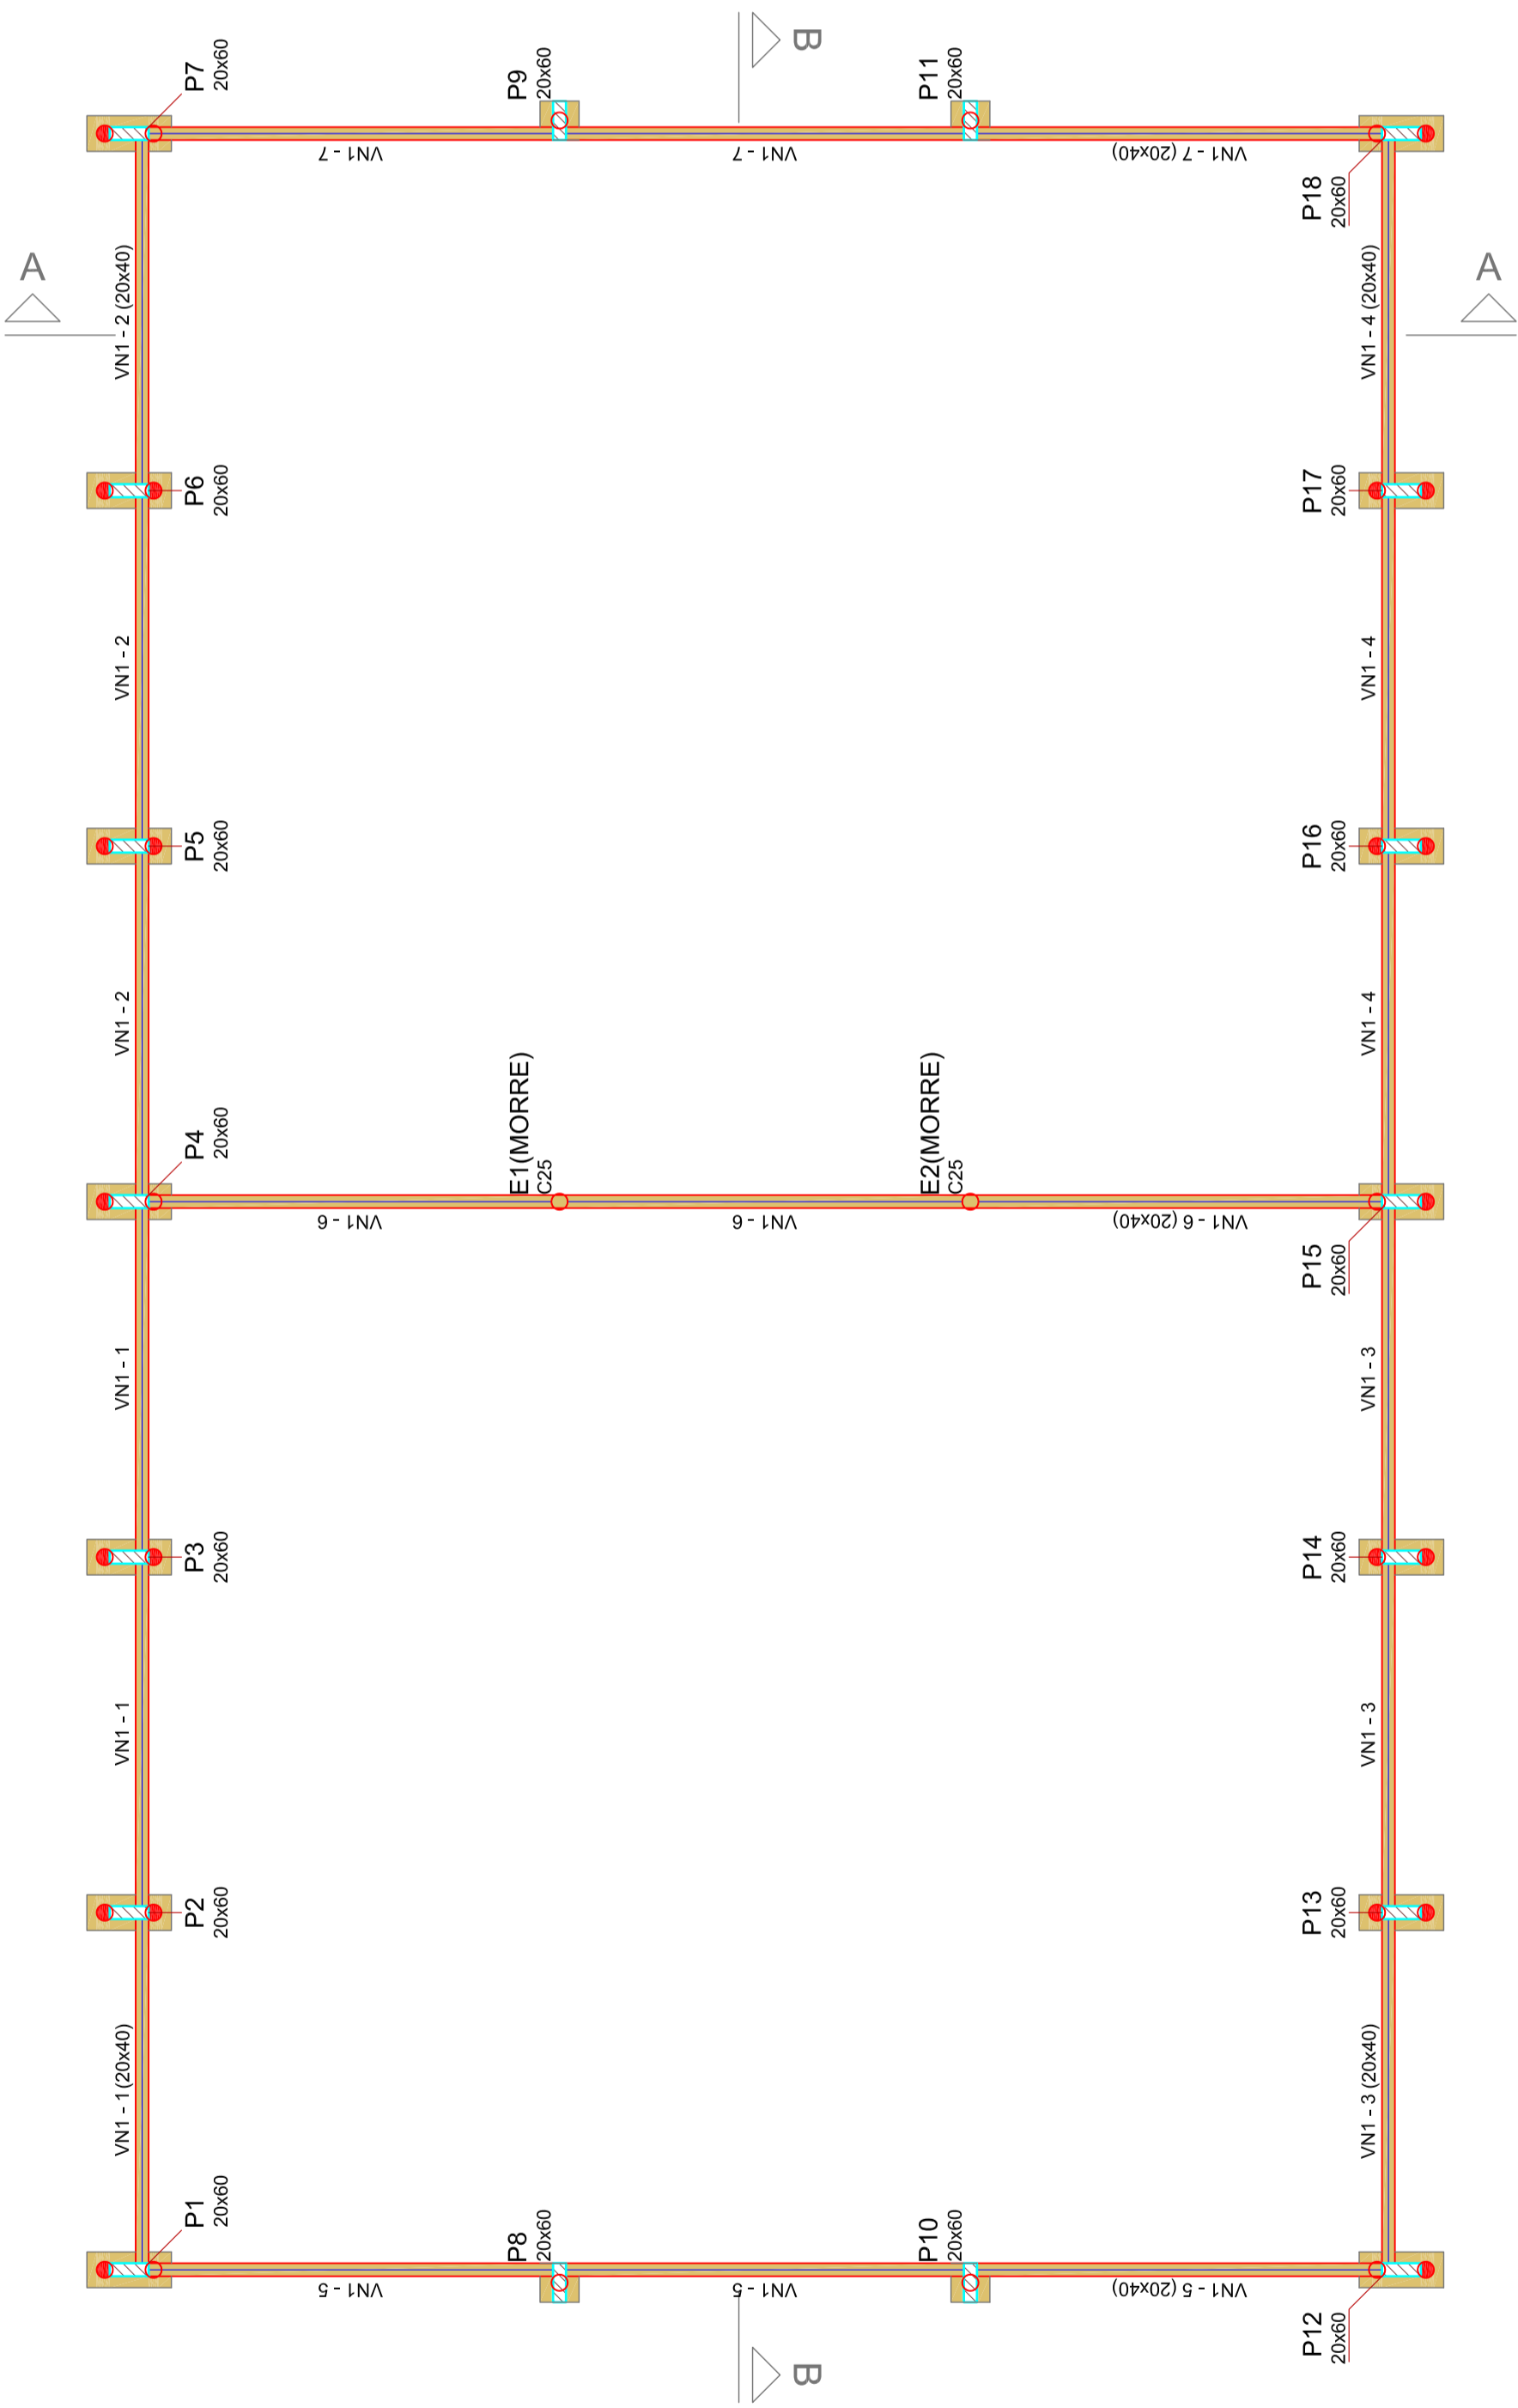 B
P7
20x60
P9
20x60
P11
20x60
VN1 - 7
VN1 - 7
VN1 - 7 (20x40)
P18
20x60
A
A
VN1 - 2 (20x40)
VN1 - 4 (20x40)
P6
20x60
P17
20x60
VN1 - 2
VN1 - 4
P5
20x60
P16
20x60
VN1 - 2
VN1 - 4
P4
20x60
E1(MORRE)
C25
E2(MORRE)
C25
VN1 - 6
VN1 - 6
VN1 - 6 (20x40)
P15
20x60
VN1 - 1
VN1 - 3
P3
20x60
P14
20x60
VN1 - 1
VN1 - 3
P2
20x60
P13
20x60
VN1 - 1 (20x40)
VN1 - 3 (20x40)
P1
20x60
P8
20x60
P10
20x60
VN1 - 5
VN1 - 5
VN1 - 5 (20x40)
P12
20x60
B